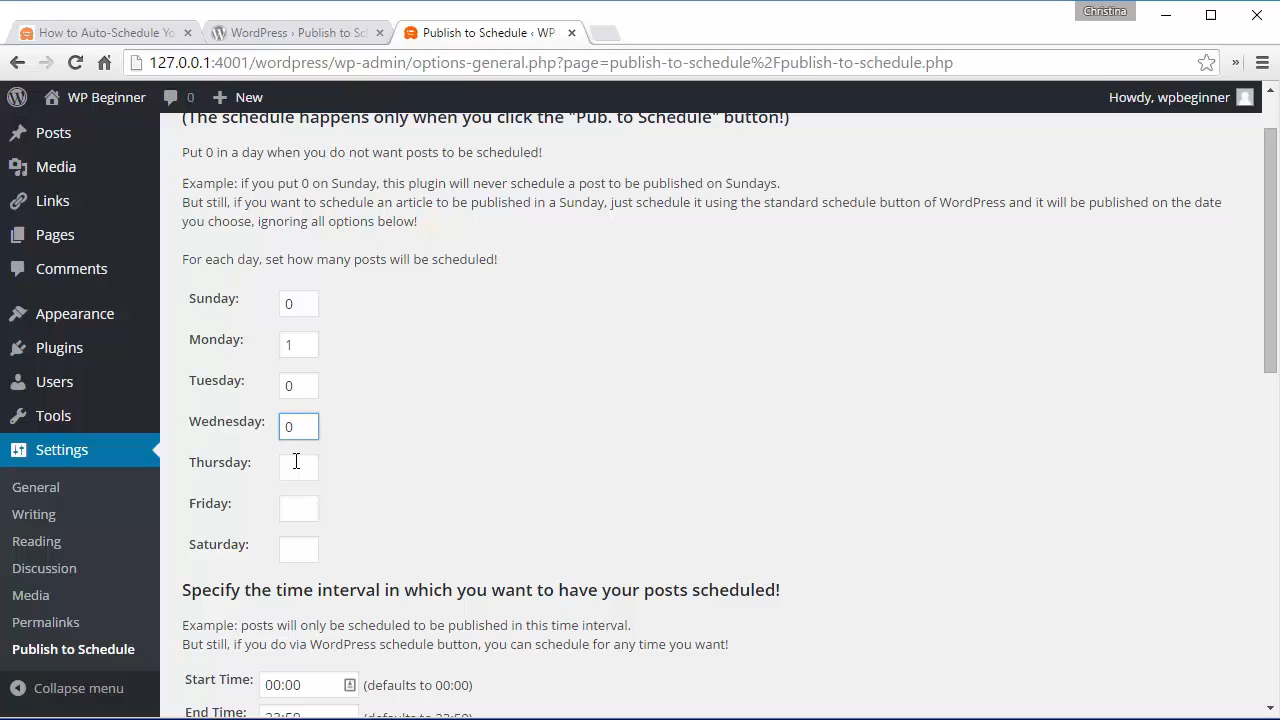 Christina
How to Auto-Schedule Yo
WordPress › Publish to Sc
Publish to Schedule ‹ WP
127.0.0.1:4001/wordpress/wp-admin/options-general.php?page=publish-to-schedule%2Fpublish-to-schedule.php
WP Beginner
0
New
Howdy, wpbeginner
Posts
Media
Links
Pages
Comments
Appearance
Plugins
Users
Tools
Settings
General
Writing
Reading
Discussion
Media
Permalinks
Publish to Schedule
Collapse menu
(The schedule happens only when you click the "Pub. to Schedule" button!)
Put 0 in a day when you do not want posts to be scheduled!
Example: if you put 0 on Sunday, this plugin will never schedule a post to be published on Sundays.
But still, if you want to schedule an article to be published in a Sunday, just schedule it using the standard schedule button of WordPress and it will be published on the date
you choose, ignoring all options below!
For each day, set how many posts will be scheduled!
Sunday: 0
Monday: 1
Tuesday: 0
Wednesday: 0
Thursday:
Friday:
Saturday:
Specify the time interval in which you want to have your posts scheduled!
Example: posts will only be scheduled to be published in this time interval.
But still, if you do via WordPress schedule button, you can schedule for any time you want!
Start Time: 00:00 (defaults to 00:00)
End Time: 23:59 (defaults to 23:59)